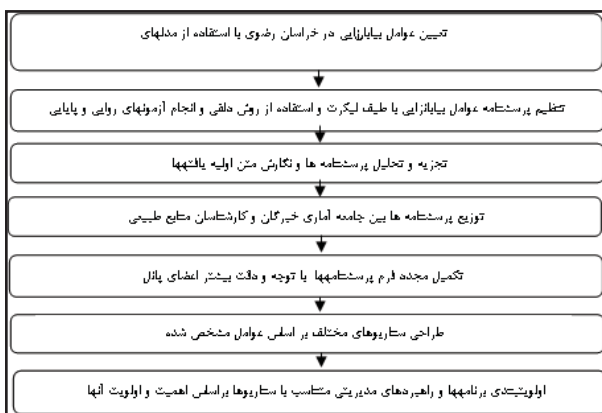 تعیین عوامل بیابانزایی در خراسان رضوی با استفاده از مدلهای
تنظیم پرسشنامه عوامل بیابانزایی با طیف لیکرت و استفاده از روش دلفی و انجام آزمونهای روایی و پایایی
تجزیه و تحلیل پرسشنامه ها و نگارش متن اولیه یافتهها
توزیع پرسشنامه ها بین جامعه آماری خبرگان و کارشناسان منابع طبیعی
تکمیل مجدد فرم پرسشنامهها با توجه و دقت بیشتر اعضای پانل
طراحی سناریوهای مختلف بر اساس عوامل مشخص شده
اولویتبندی برنامهها و راهبردهای مدیریتی متناسب با سناریوها براساس اهمیت و اولویت آنها